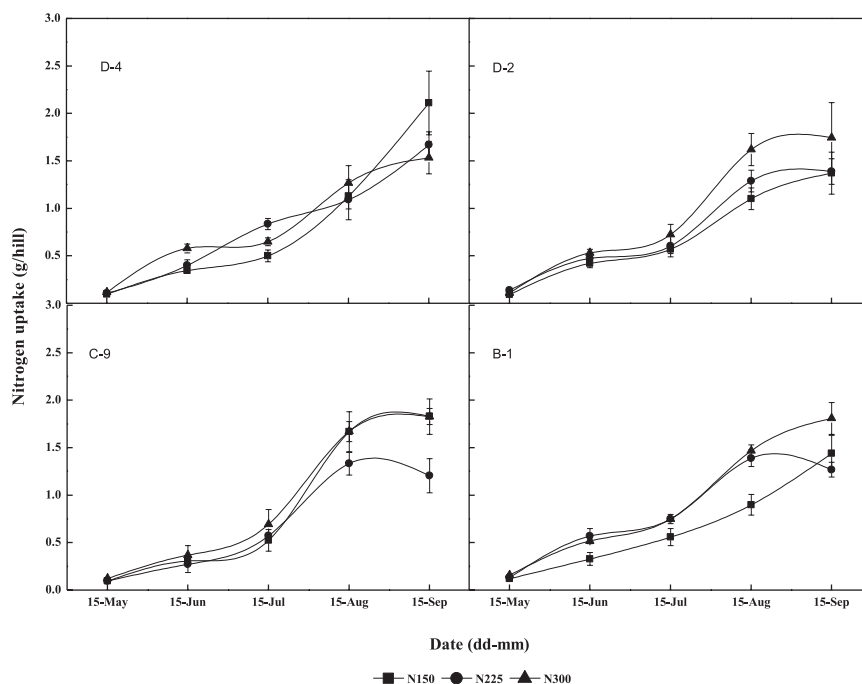 3.0
2.5
2.0
1.5
1.0
0.5
D-4
D-2
3.0
2.5
2.0
1.5
1.0
0.5
0.0
C-9
B-1
Nitrogen uptake (g/hill)
15-May 15-Jun 15-Jul 15-Aug 15-Sep 15-May 15-Jun 15-Jul 15-Aug 15-Sep
Date (dd-mm)
N150 N225 N300